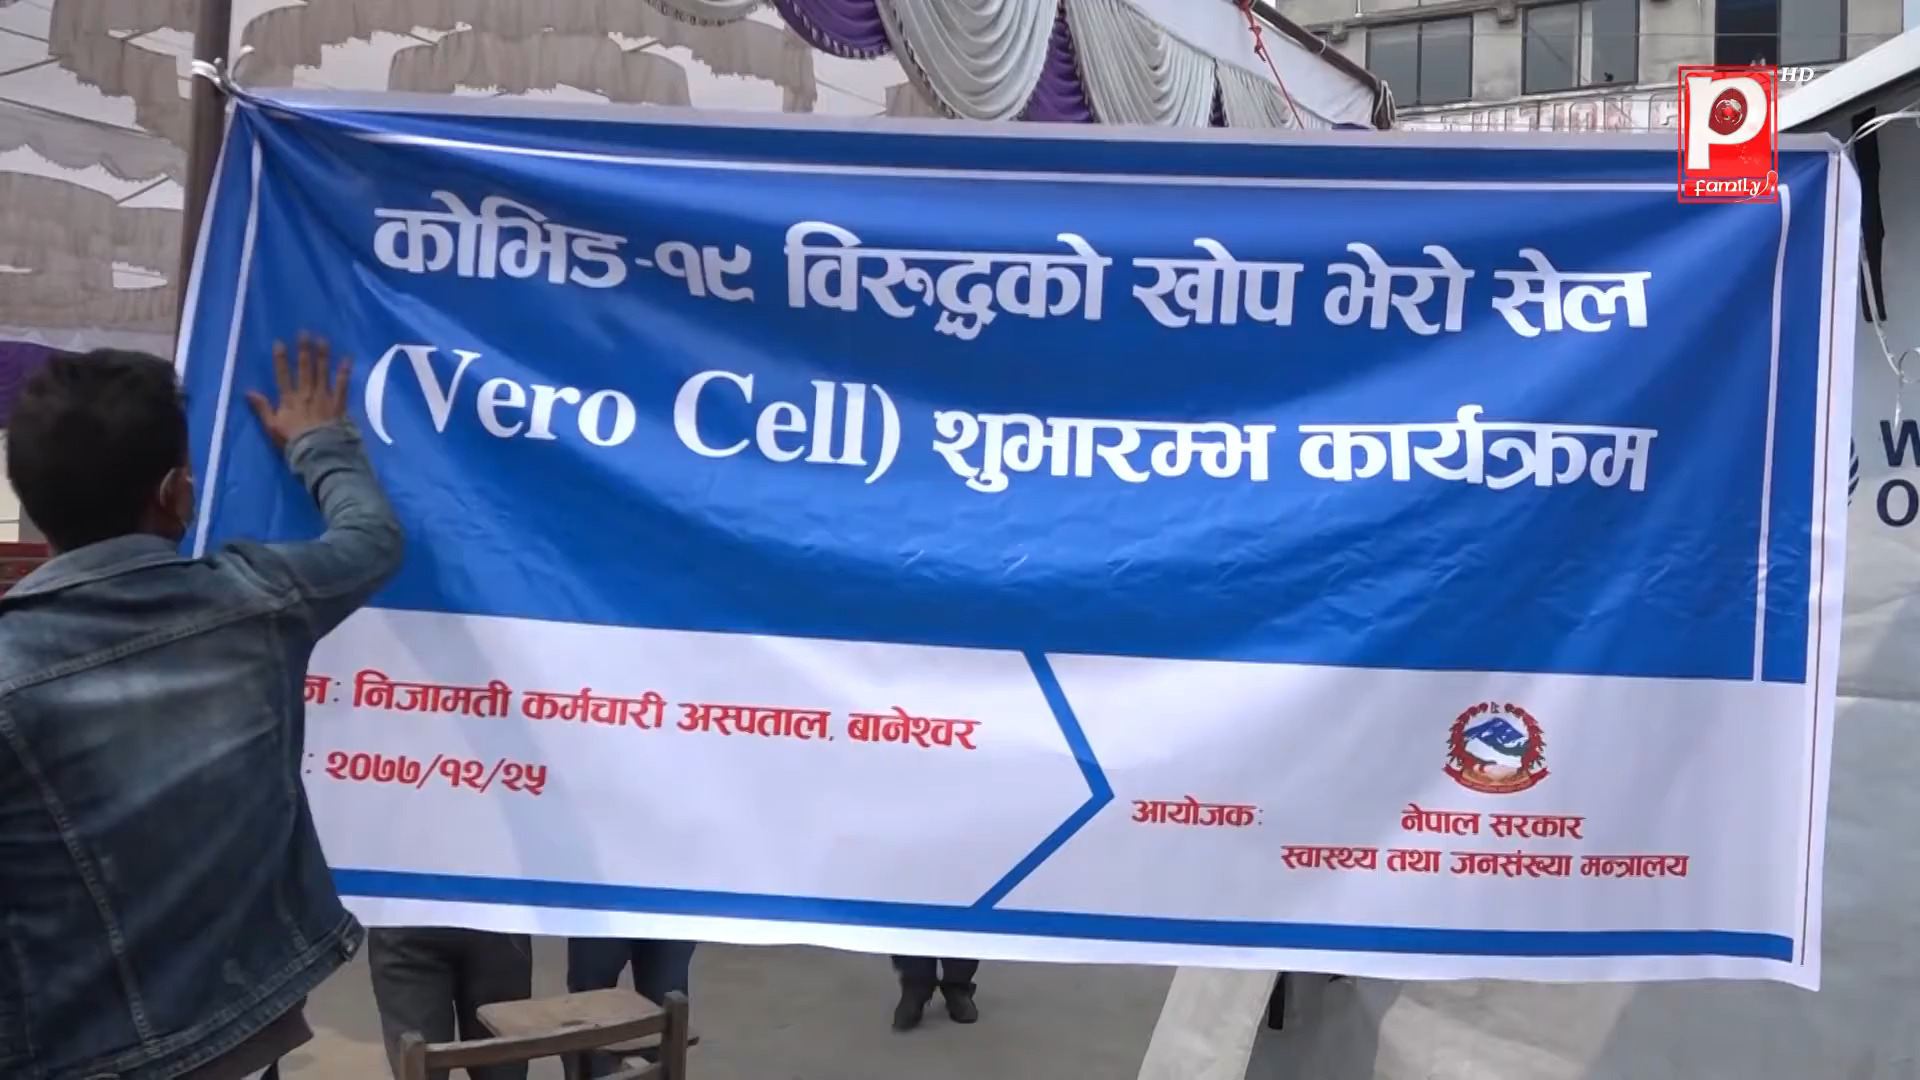 HD
P
family
कोभिड-१९ विरुद्धको खोप भेरो सेल
(Vero Cell) शुभारम्भ कार्यक्रम
W
O
न: निजामती कर्मचारी अस्पताल, बानेश्वर
: २०७७/१२/२५
आयोजक:
नेपाल सरकार
स्वास्थ्य तथा जनसंख्या मन्त्रालय